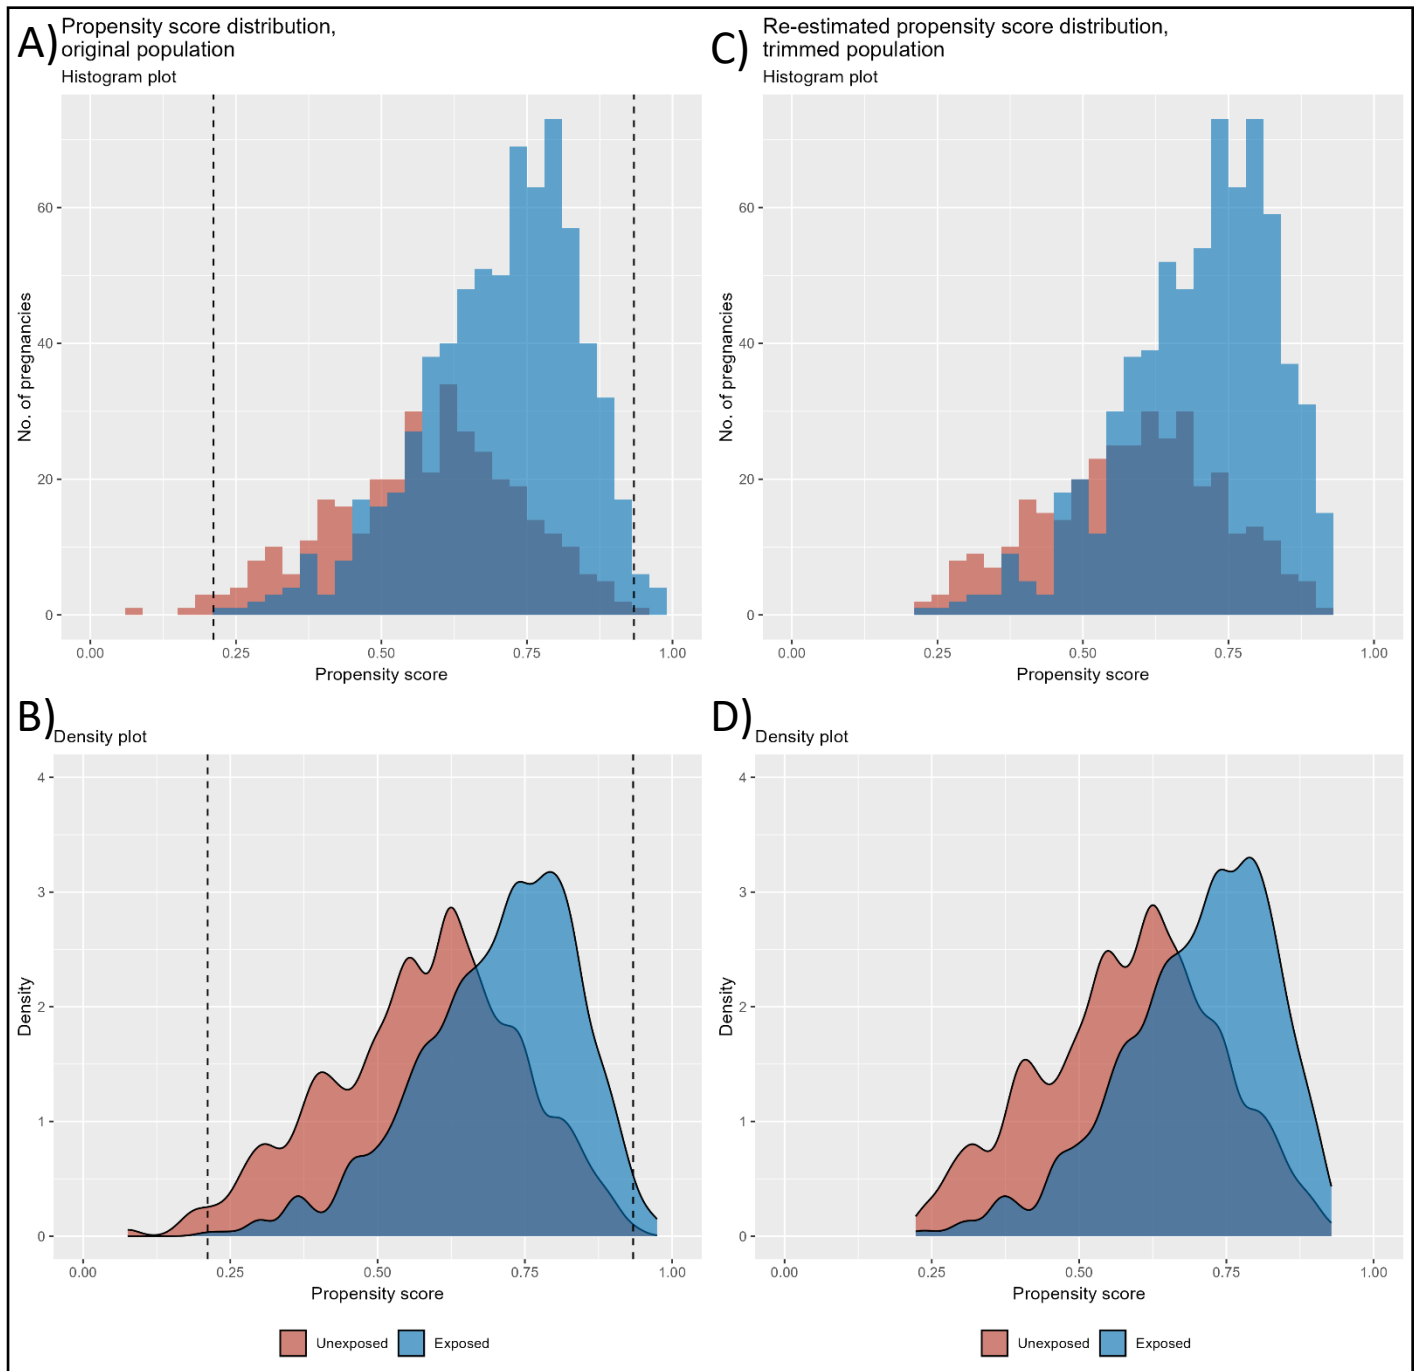 A)
Propensity score distribution,
original population
Histogram plot
No. of pregnancies
60
40
20
0
0.00 0.25 0.50 0.75 1.00
Propensity score
C)
Re-estimated propensity score distribution,
trimmed population
Histogram plot
No. of pregnancies
60
40
20
0
0.00 0.25 0.50 0.75 1.00
Propensity score
B)
Density plot
Density
4
3
2
1
0
0.00 0.25 0.50 0.75 1.00
Propensity score
Unexposed Exposed
D)
Density plot
Density
4
3
2
1
0
0.00 0.25 0.50 0.75 1.00
Propensity score
Unexposed Exposed